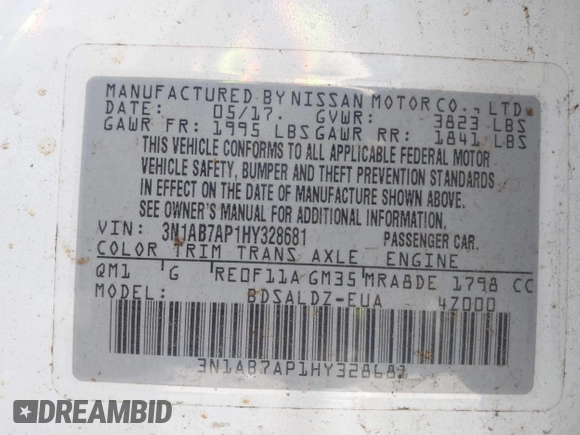 MANUFACTURED BY NISSAN MOTOR CO., LTD.
DATE: 05/17. GVWR: 3823 LBS
GAWR FR: 1995 LBS GAWR RR: 1841 LBS
THIS VEHICLE CONFORMS TO ALL APPLICABLE FEDERAL MOTOR
VEHICLE SAFETY, BUMPER AND THEFT PREVENTION STANDARDS
IN EFFECT ON THE DATE OF MANUFACTURE SHOWN ABOVE.
SEE OWNER'S MANUAL FOR ADDITIONAL INFORMATION.
VIN: 3N1AB7AP1HY328681 PASSENGER CAR.
COLOR TRIM TRANS AXLE ENGINE
QM1 G RE0F11A GM35 MRA8DE 1798 CC
MODEL: BDSALDZ-EUA 4Z000
3N1AB7AP1HY328681
DREAMBID